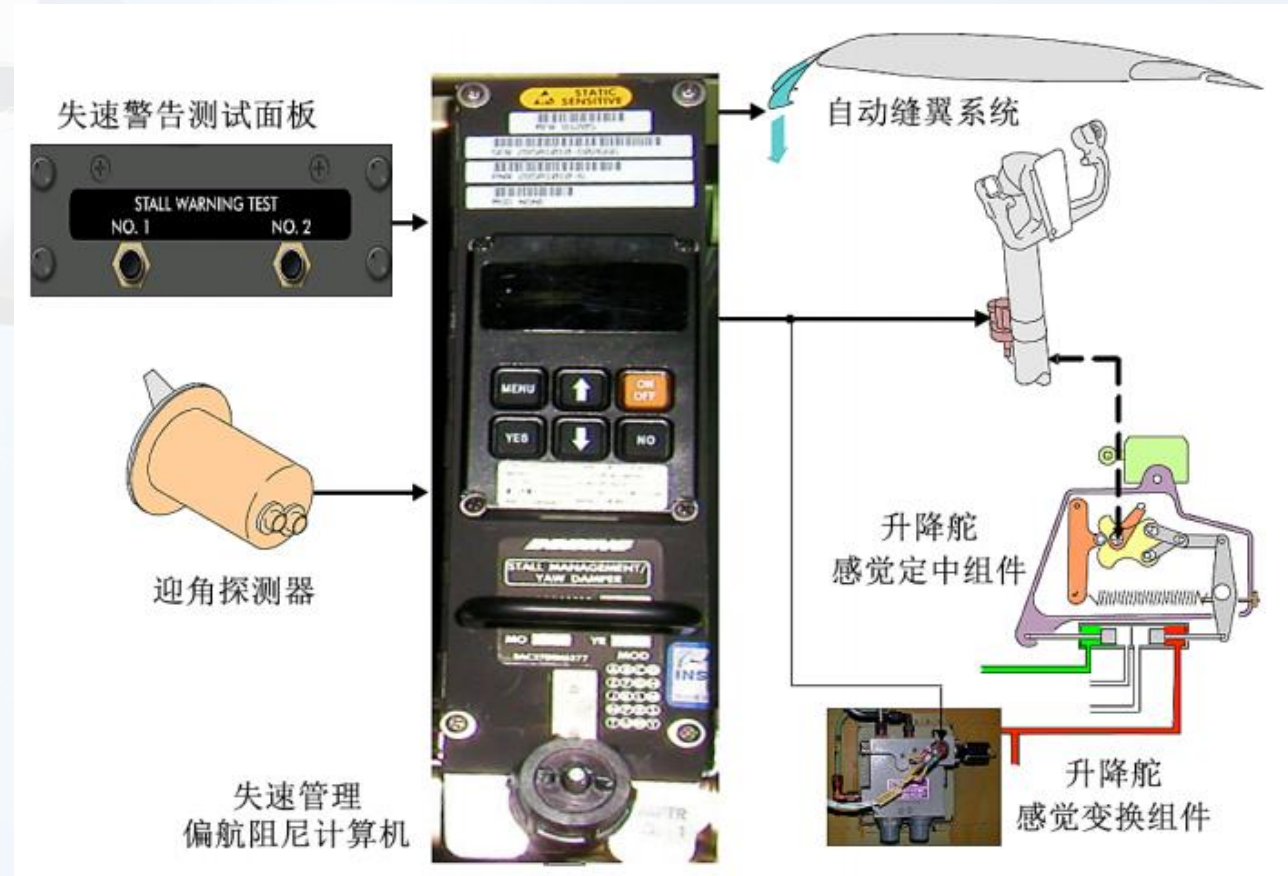 失速警告测试面板
STALL WARNING TEST
NO. 1 NO. 2
迎角探测器
失速管理
偏航阻尼计算机
STATIC
SENSITIVE
MENU
ON
OFF
YES
NO
STALL MANAGEMENT/
YAW DAMPER
MO YR
MOD
INS
自动缝翼系统
升降舵
感觉定中组件
升降舵
感觉变换组件